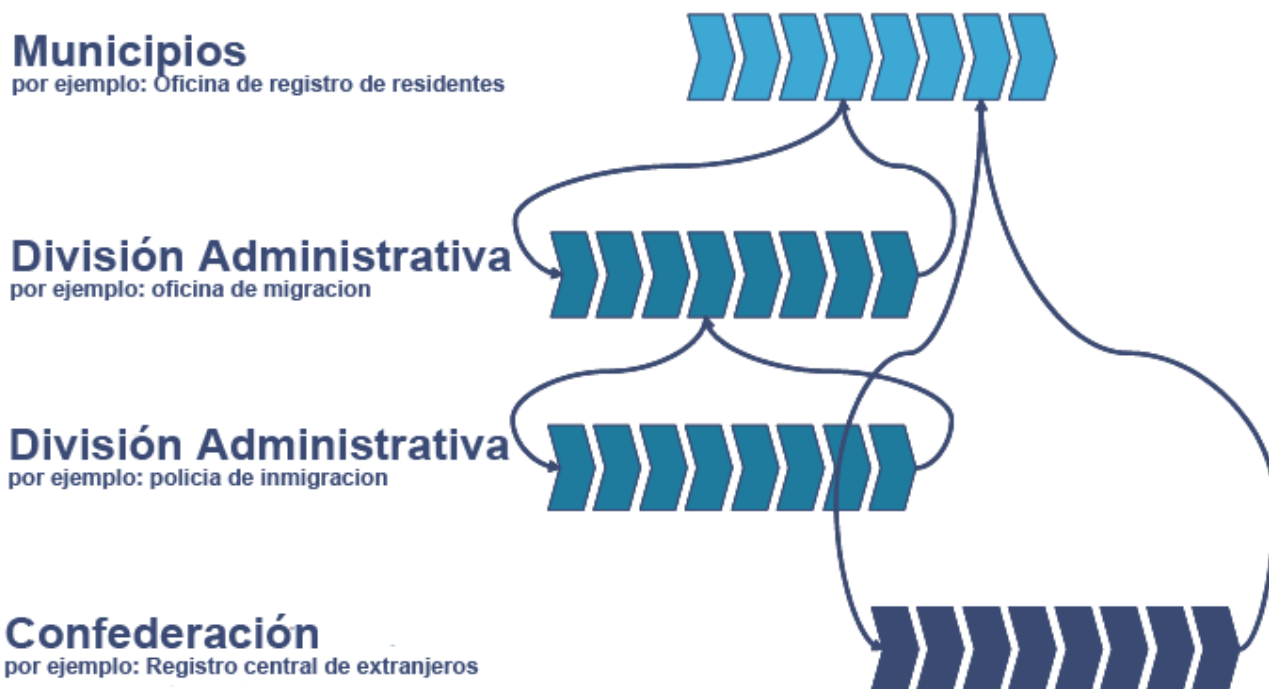 Municipios
por ejemplo: Oficina de registro de residentes
División Administrativa
por ejemplo: oficina de migracion
División Administrativa
por ejemplo: policia de inmigracion
Confederación
por ejemplo: Registro central de extranjeros